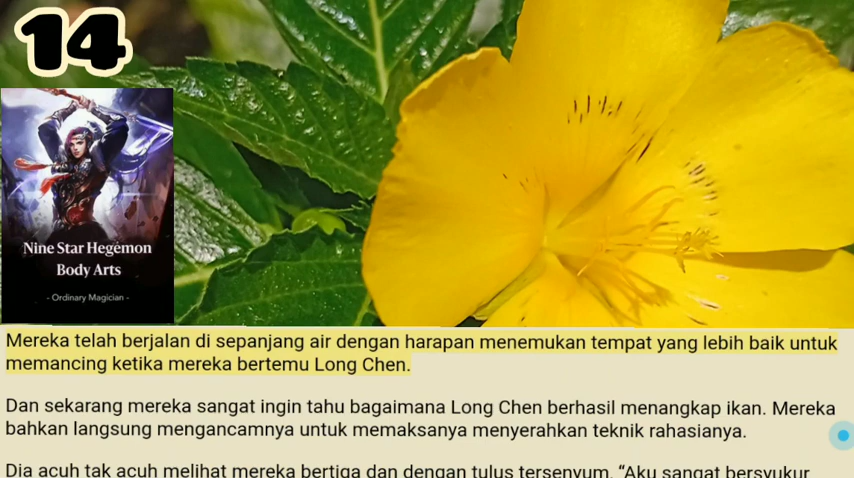 14
Nine Star Hegemon
Body Arts
- Ordinary Magician -
Mereka telah berjalan di sepanjang air dengan harapan menemukan tempat yang lebih baik untuk
memancing ketika mereka bertemu Long Chen.
Dan sekarang mereka sangat ingin tahu bagaimana Long Chen berhasil menangkap ikan. Mereka
bahkan langsung mengancamnya untuk memaksanya menyerahkan teknik rahasianya.
Dia acuh tak acuh melihat mereka bertiga dan dengan tulus tersenyum. “Aku sangat bersyukur